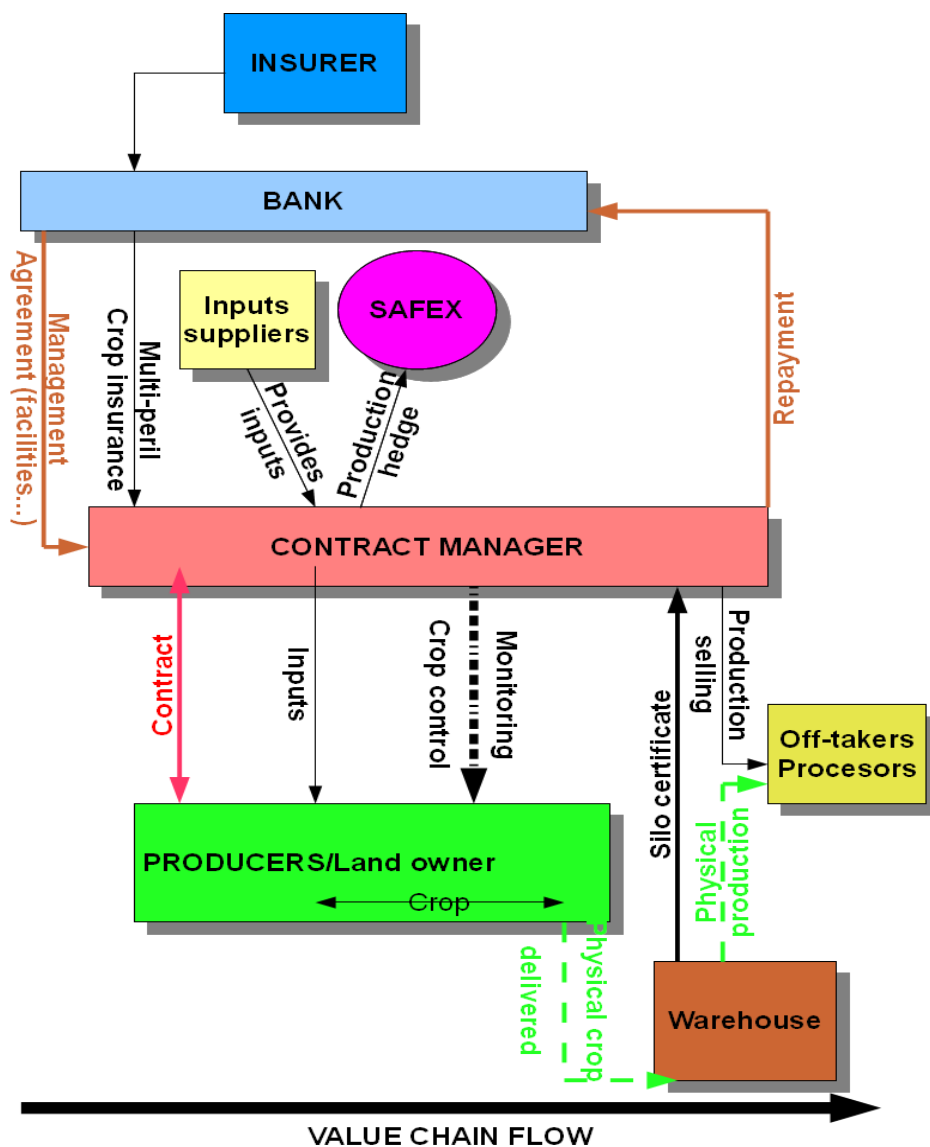 INSURER
BANK
Management
Agreement (facilities...)
Multi-peril
Crop insurance
Inputs
suppliers
SAFEX
Provides
inputs
Production
hedge
Repayment
CONTRACT MANAGER
Contract
Inputs
Monitoring
Crop control
Silo certificate
Production
selling
Off-takers
Procesors
PRODUCERS/Land owner
Crop
Physical crop
delivered
Physical
production
Warehouse
VALUE CHAIN FLOW